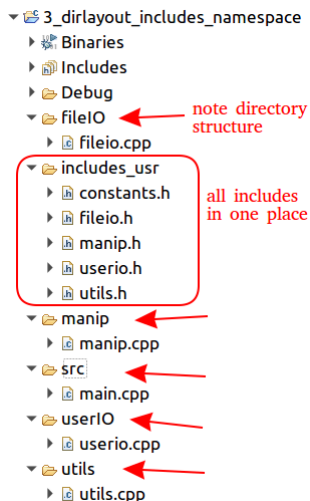 3_dirlayout_includes_namespace
Binaries
Includes
Debug
fileIO
note directory
structure
fileio.cpp
includes_usr
constants.h
all includes
in one place
fileio.h
manip.h
userio.h
utils.h
manip
manip.cpp
src
main.cpp
userIO
userio.cpp
utils
utils.cpp